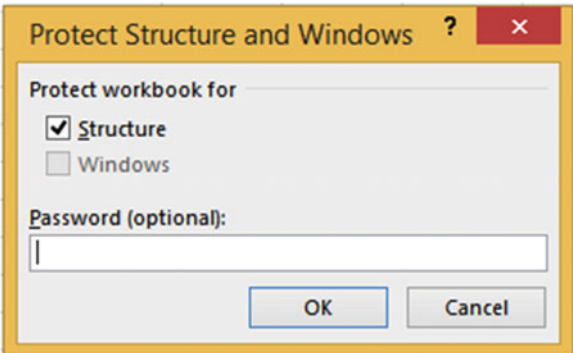 Protect Structure and Windows ? ×
Protect workbook for
Structure
Windows
Password (optional):
OK Cancel